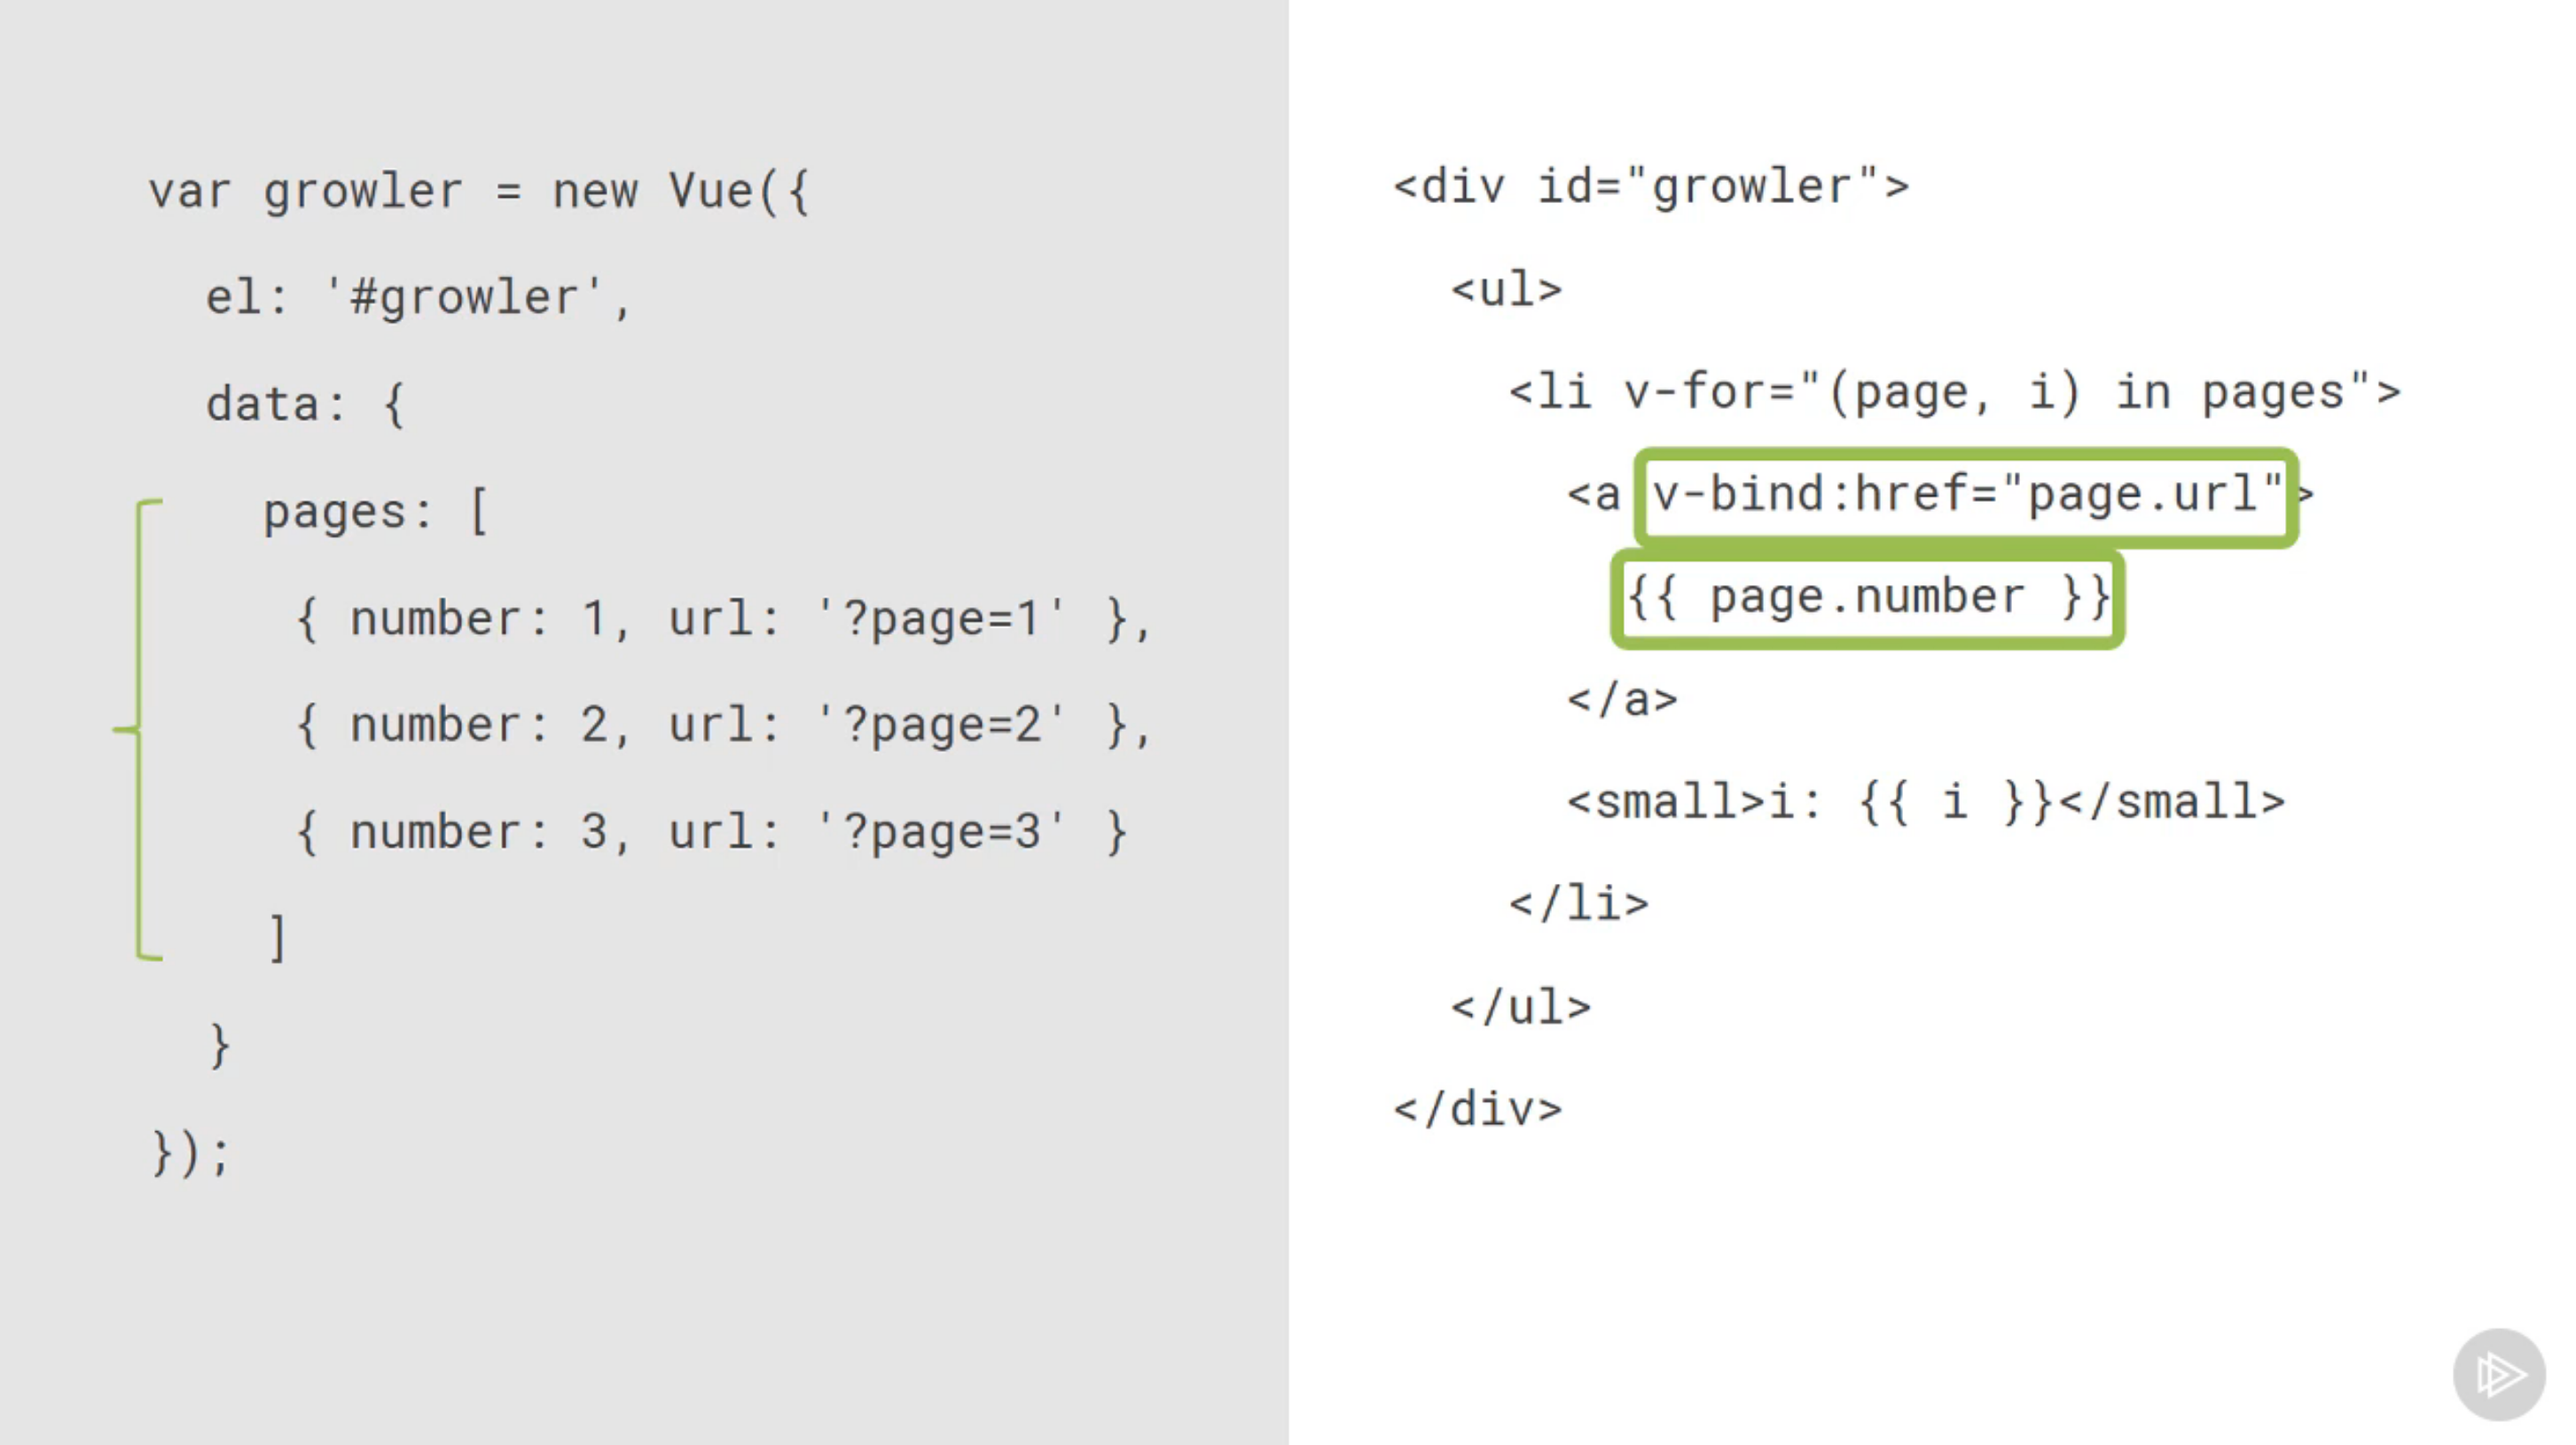 var growler = new Vue({
el: '#growler',
data: {
pages: [
{ number: 1, url: '?page=1' },
{ number: 2, url: '?page=2' },
{ number: 3, url: '?page=3' }
]
}
});
<div id="growler">
<ul>
<li v-for="(page, i) in pages">
<a v-bind:href="page.url">
{{ page.number }}
</a>
<small>i: {{ i }}</small>
</li>
</ul>
</div>